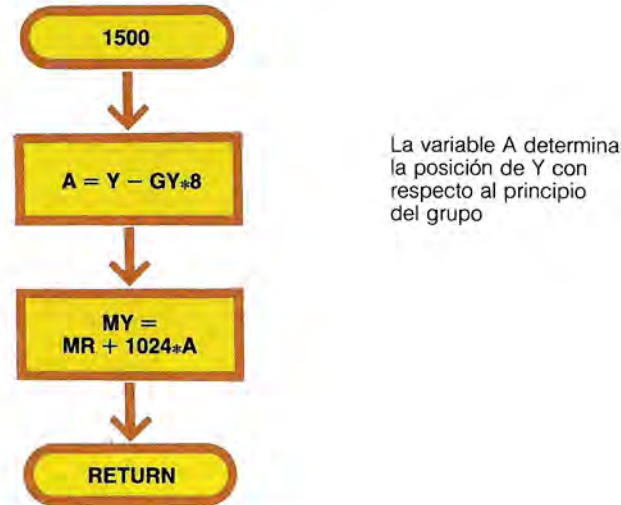 1500
A = Y − GY*8
La variable A determina
la posición de Y con
respecto al principio
del grupo
MY =
MR + 1024*A
RETURN